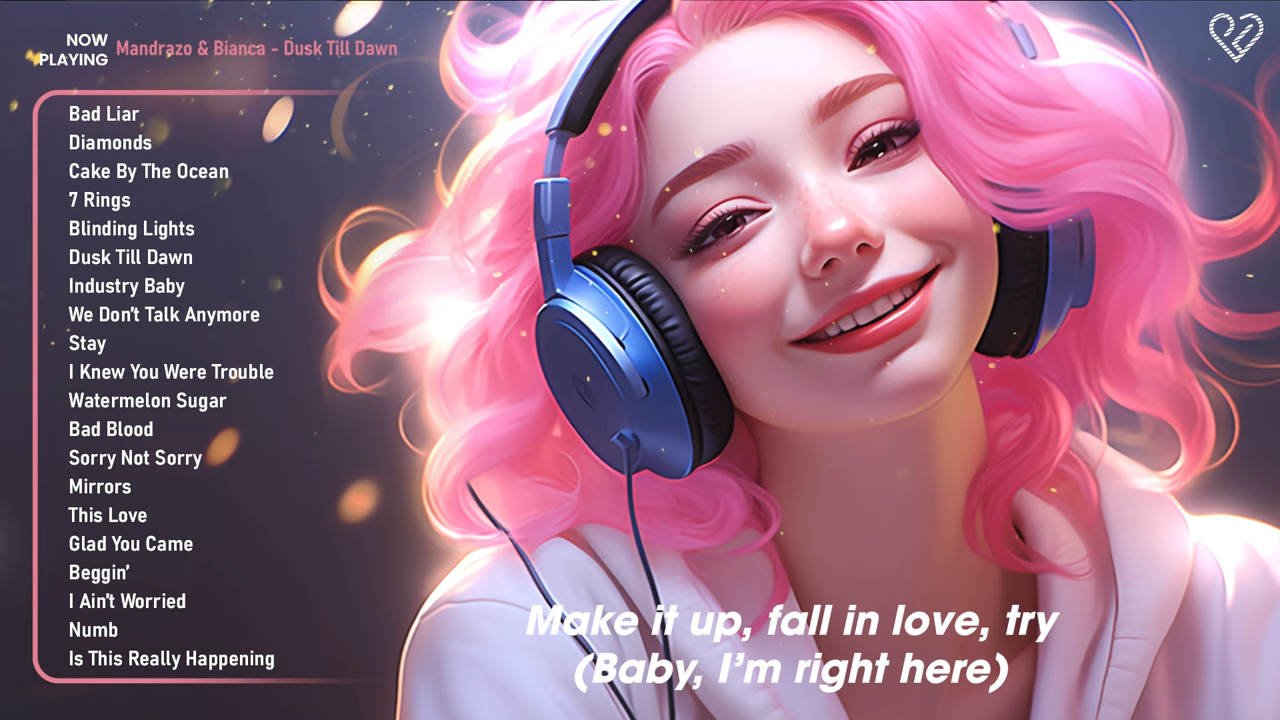 NOW
PLAYING
Mandrazo & Bianca - Dusk Till Dawn
Bad Liar
Diamonds
Cake By The Ocean
7 Rings
Blinding Lights
Dusk Till Dawn
Industry Baby
We Don't Talk Anymore
Stay
I Knew You Were Trouble
Watermelon Sugar
Bad Blood
Sorry Not Sorry
Mirrors
This Love
Glad You Came
Beggin'
I Ain't Worried
Numb
Is This Really Happening
Make it up, fall in love, try
(Baby, I'm right here)